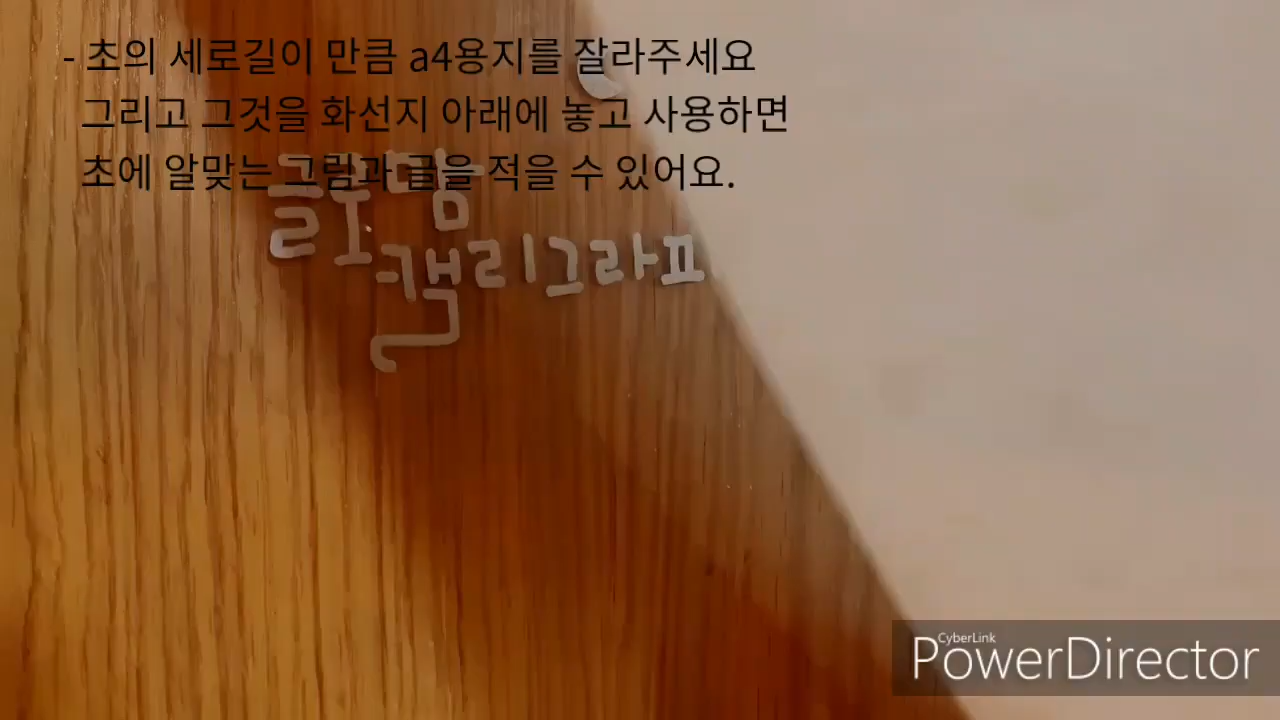 - 초의 세로길이 만큼 a4용지를 잘라주세요
그리고 그것을 화선지 아래에 놓고 사용하면
초에 알맞는 그림과 글을 적을 수 있어요.
캘리그라피
CyberLink
PowerDirector